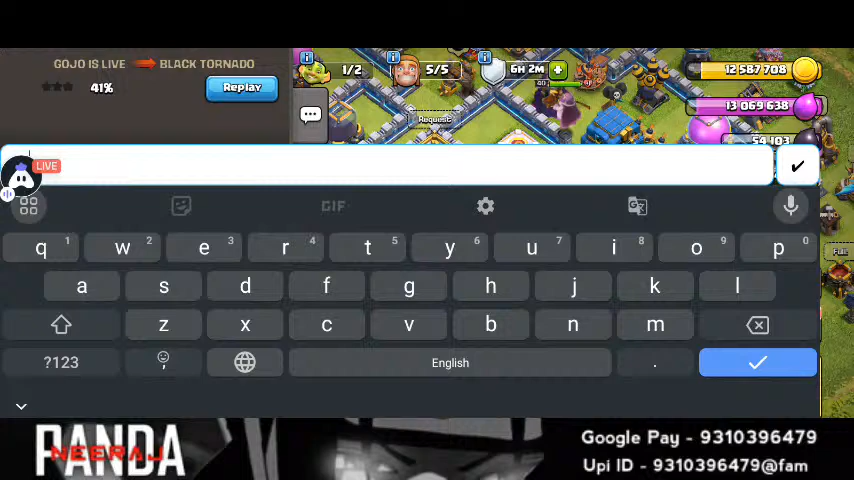 GOJO IS LIVE BLACK TORNADO
41%
Replay
1/2
5/5
6H 2M
12 587 708
13 069 638
54 103
Request
LIVE
GIF
q 1 w 2 e 3 r 4 t 5 y 6 u 7 i 8 o 9 p 0
a s d f g h j k l
z x c v b n m
?123 , English .
PANDA
NEERAJ
Google Pay - 9310396479
Upi ID - 9310396479@fam